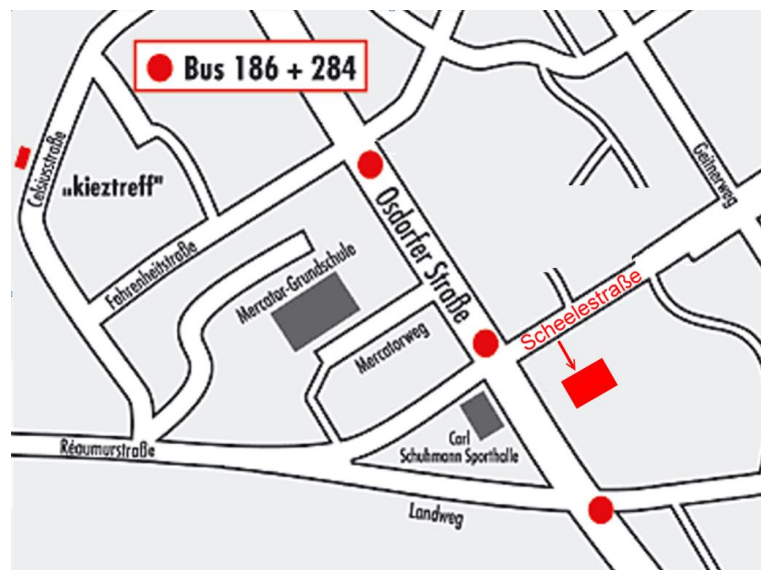 Bus 186 + 284
Celsiusstraße
„kieztreff"
Geitnerweg
Osdorfer Straße
Fahrenheitstraße
Mercator-Grundschule
Scheelestraße
Mercatorweg
Carl
Schuhmann Sporthalle
Réaumurstraße
Landweg